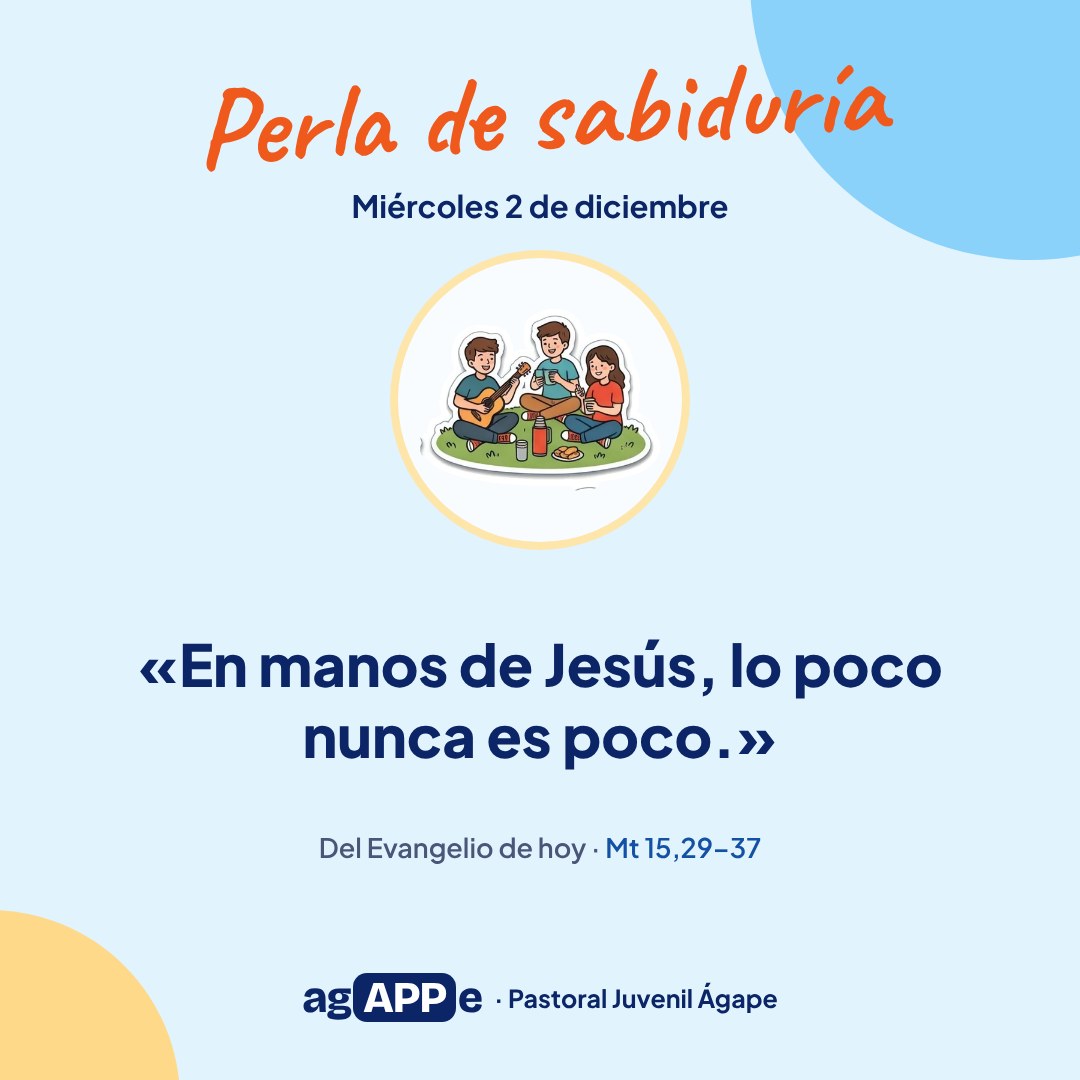 Perla de sabiduría
Miércoles 2 de diciembre
«En manos de Jesús, lo poco
nunca es poco.»
Del Evangelio de hoy · Mt 15,29–37
agAPPe · Pastoral Juvenil Ágape